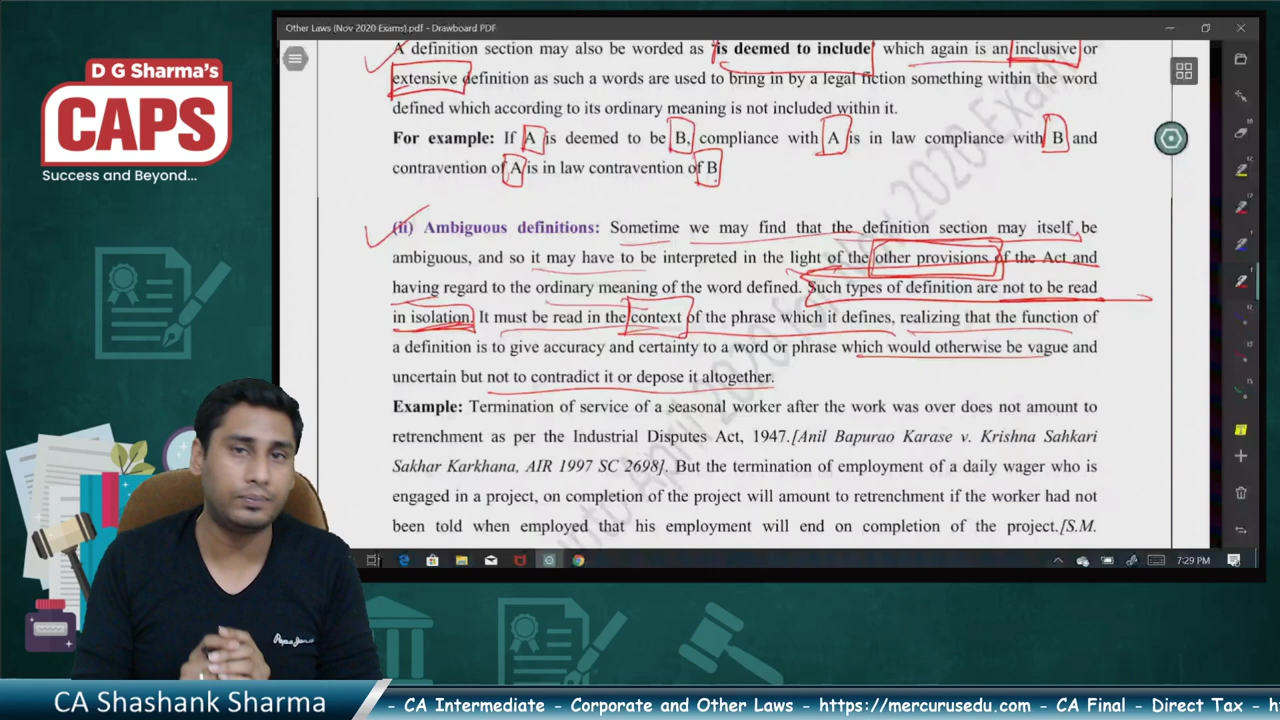 Other Laws (Nov 2020 Exams).pdf - Drawboard PDF
D G Sharma's
CAPS
Success and Beyond...
A definition section may also be worded as is deemed to include which again is an inclusive or
extensive definition as such a words are used to bring in by a legal fiction something within the word
defined which according to its ordinary meaning is not included within it.
For example: If A is deemed to be B, compliance with A is in law compliance with B and
contravention of A is in law contravention of B
(ii) Ambiguous definitions: Sometime we may find that the definition section may itself be
ambiguous, and so it may have to be interpreted in the light of the other provisions of the Act and
having regard to the ordinary meaning of the word defined. Such types of definition are not to be read
in isolation. It must be read in the context of the phrase which it defines, realizing that the function of
a definition is to give accuracy and certainty to a word or phrase which would otherwise be vague and
uncertain but not to contradict it or depose it altogether.
Example: Termination of service of a seasonal worker after the work was over does not amount to
retrenchment as per the Industrial Disputes Act, 1947.[Anil Bapurao Karase v. Krishna Sahkari
Sakhar Karkhana, AIR 1997 SC 2698]. But the termination of employment of a daily wager who is
engaged in a project, on completion of the project will amount to retrenchment if the worker had not
been told when employed that his employment will end on completion of the project.[S.M.
7:29 PM
CA Shashank Sharma
- CA Intermediate - Corporate and Other Laws - https://mercurusedu.com - CA Final - Direct Tax - h